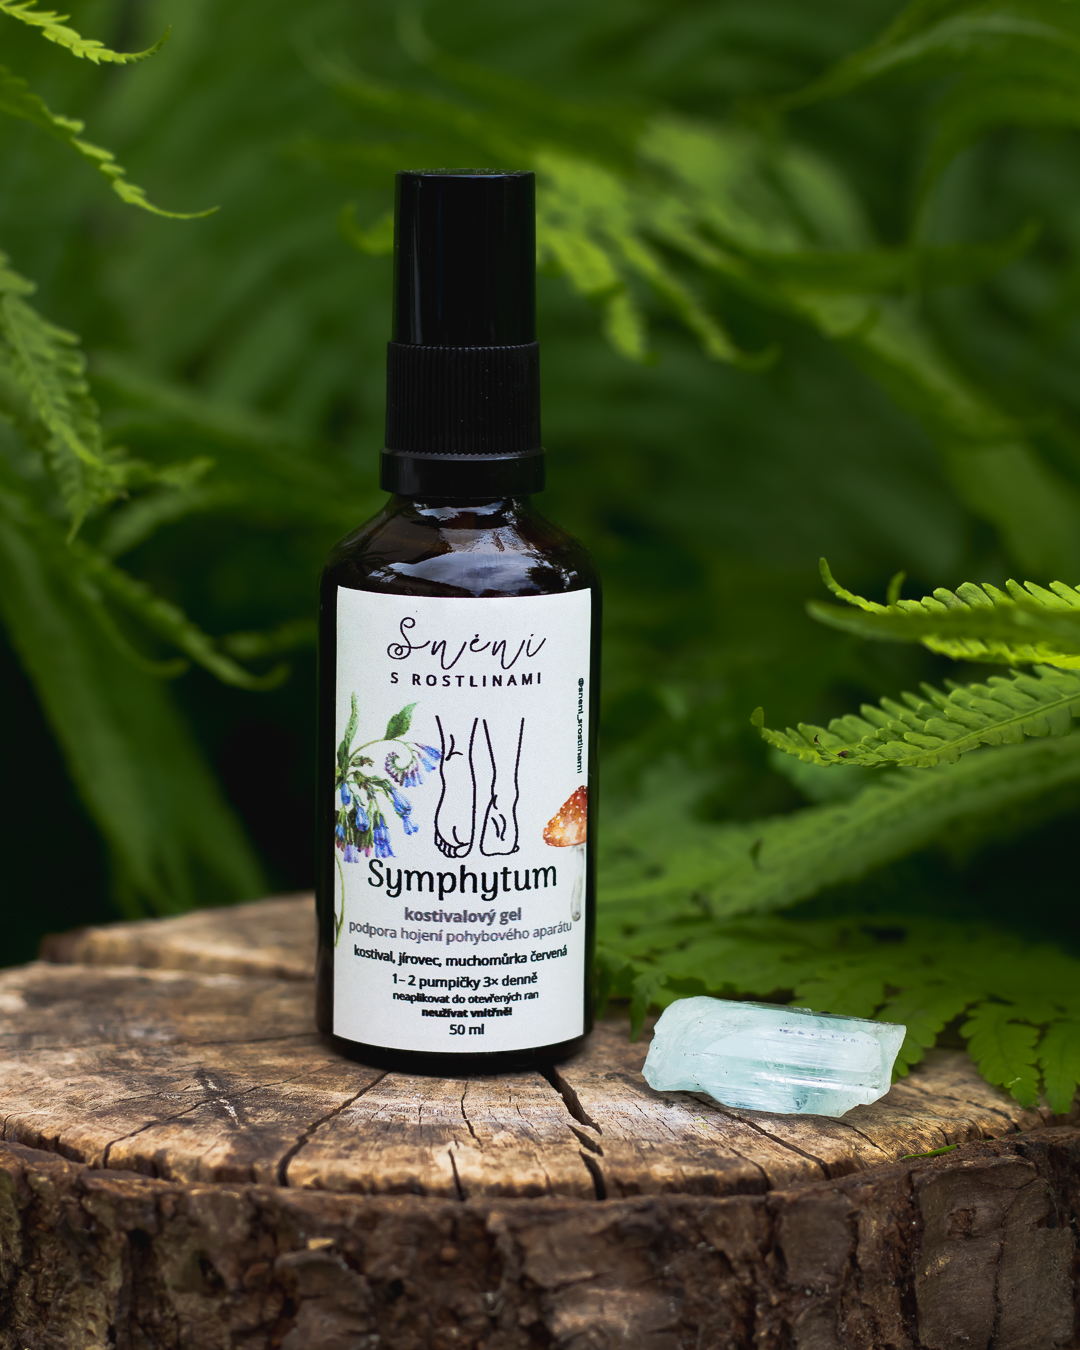 Snění
S ROSTLINAMI
@sneni_srostlinami
Symphytum
kostivalový gel
podpora hojení pohybového aparátu
kostival, jírovec, muchomůrka červená
1– 2 pumpičky 3× denně
neaplikovat do otevřených ran
neužívat vnitřně!
50 ml